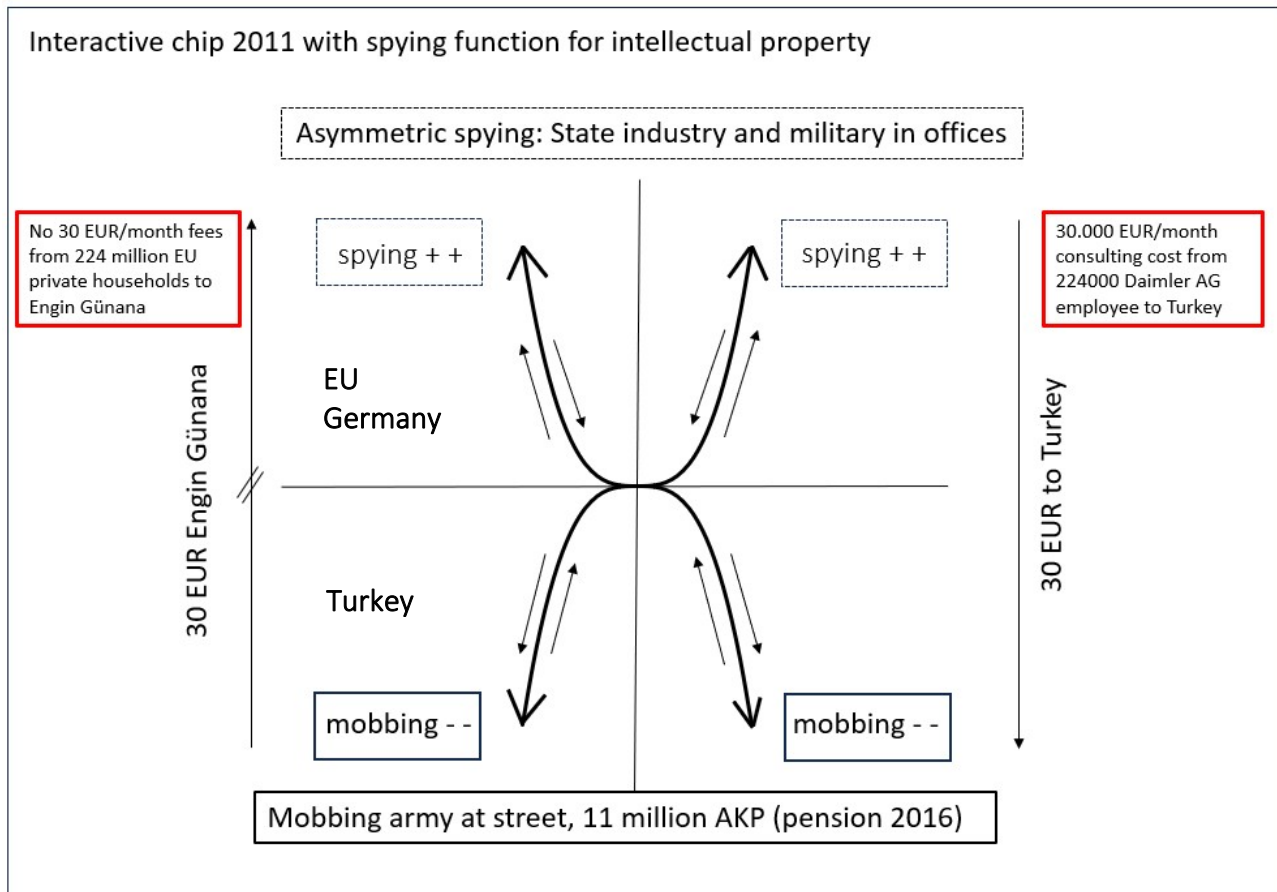 Interactive chip 2011 with spying function for intellectual property
Asymmetric spying: State industry and military in offices
No 30 EUR/month fees
from 224 million EU
private households to
Engin Günana
spying + +
spying + +
30.000 EUR/month
consulting cost from
224000 Daimler AG
employee to Turkey
EU
Germany
30 EUR Engin Günana
30 EUR to Turkey
Turkey
mobbing - -
mobbing - -
Mobbing army at street, 11 million AKP (pension 2016)